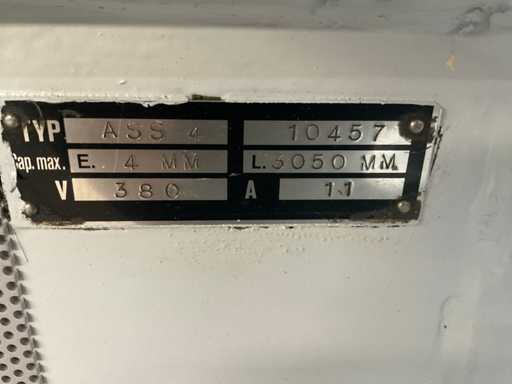 TYP ASS 4 10457
Cap. max. E. 4 MM L. 3050 MM
V 380 A 11